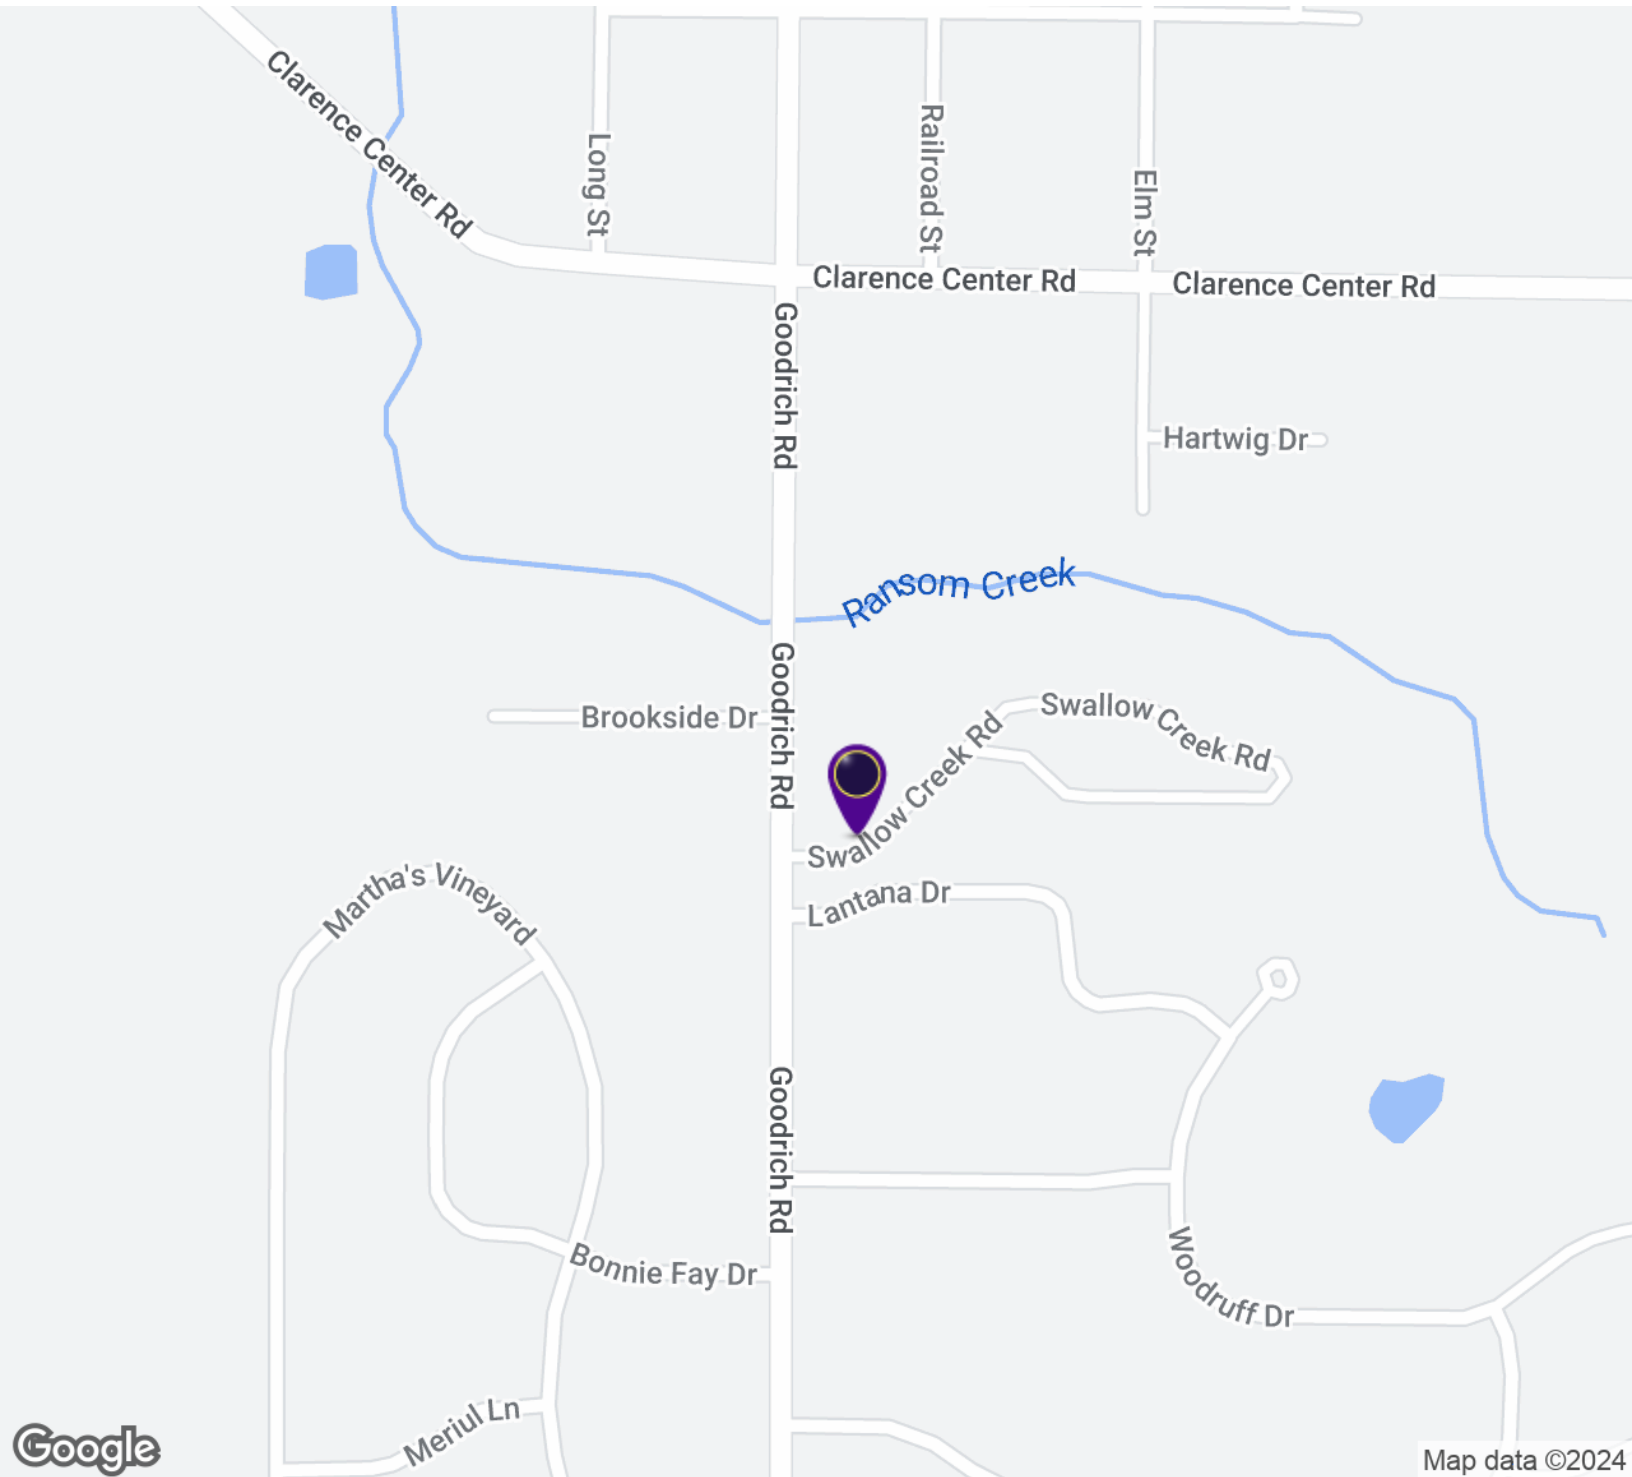 Clarence Center Rd
Long St
Railroad St
Elm St
Clarence Center Rd
Clarence Center Rd
Goodrich Rd
Hartwig Dr
Ransom Creek
Goodrich Rd
Brookside Dr
Swallow Creek Rd
Swallow Creek Rd
Lantana Dr
Martha's Vineyard
Goodrich Rd
Bonnie Fay Dr
Woodruff Dr
Meriul Ln
Google
Map data ©2024